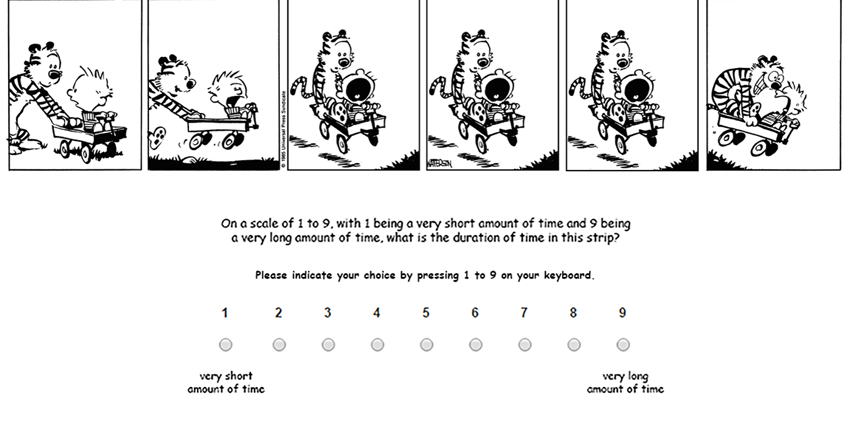 © 1985 Universal Press Syndicate
WATTERSON
On a scale of 1 to 9, with 1 being a very short amount of time and 9 being
a very long amount of time, what is the duration of time in this strip?
Please indicate your choice by pressing 1 to 9 on your keyboard.
1 2 3 4 5 6 7 8 9
very short very long
amount of time amount of time